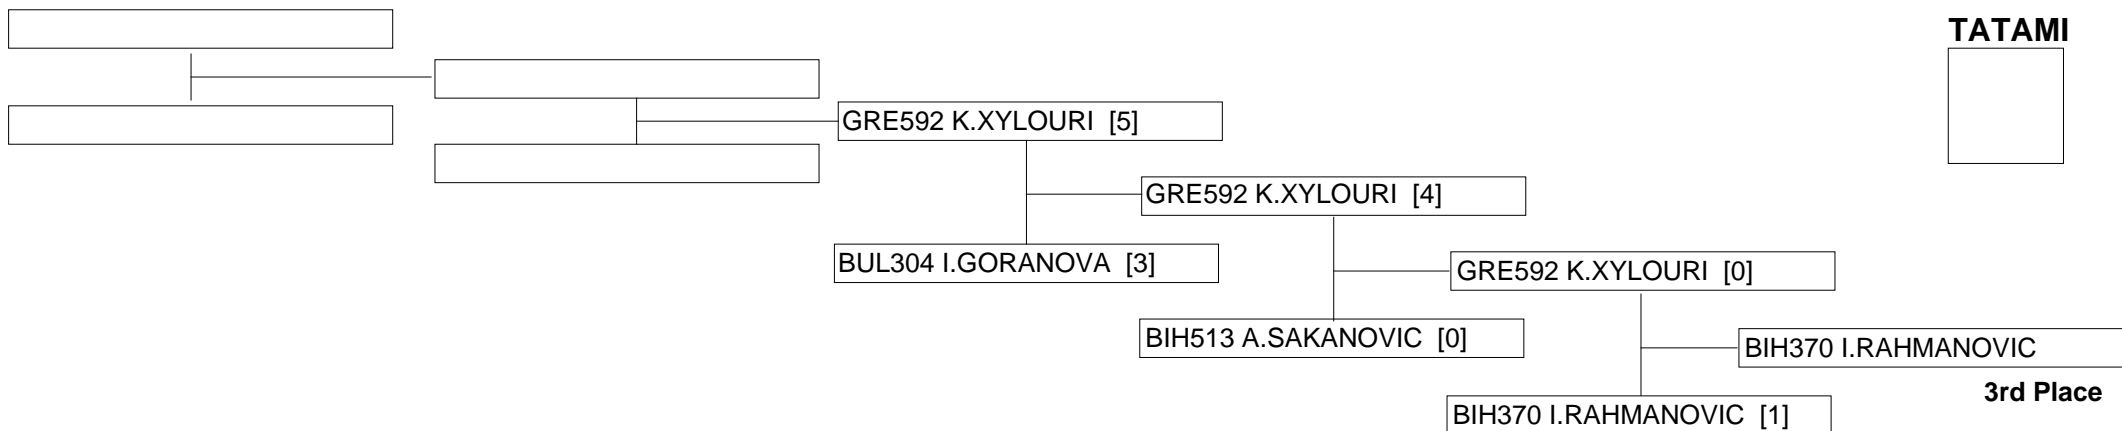 TATAMI
GRE592 K.XYLOURI [5]
GRE592 K.XYLOURI [4]
BUL304 I.GORANOVA [3]
GRE592 K.XYLOURI [0]
BIH513 A.SAKANOVIC [0]
BIH370 I.RAHMANOVIC
3rd Place
BIH370 I.RAHMANOVIC [1]